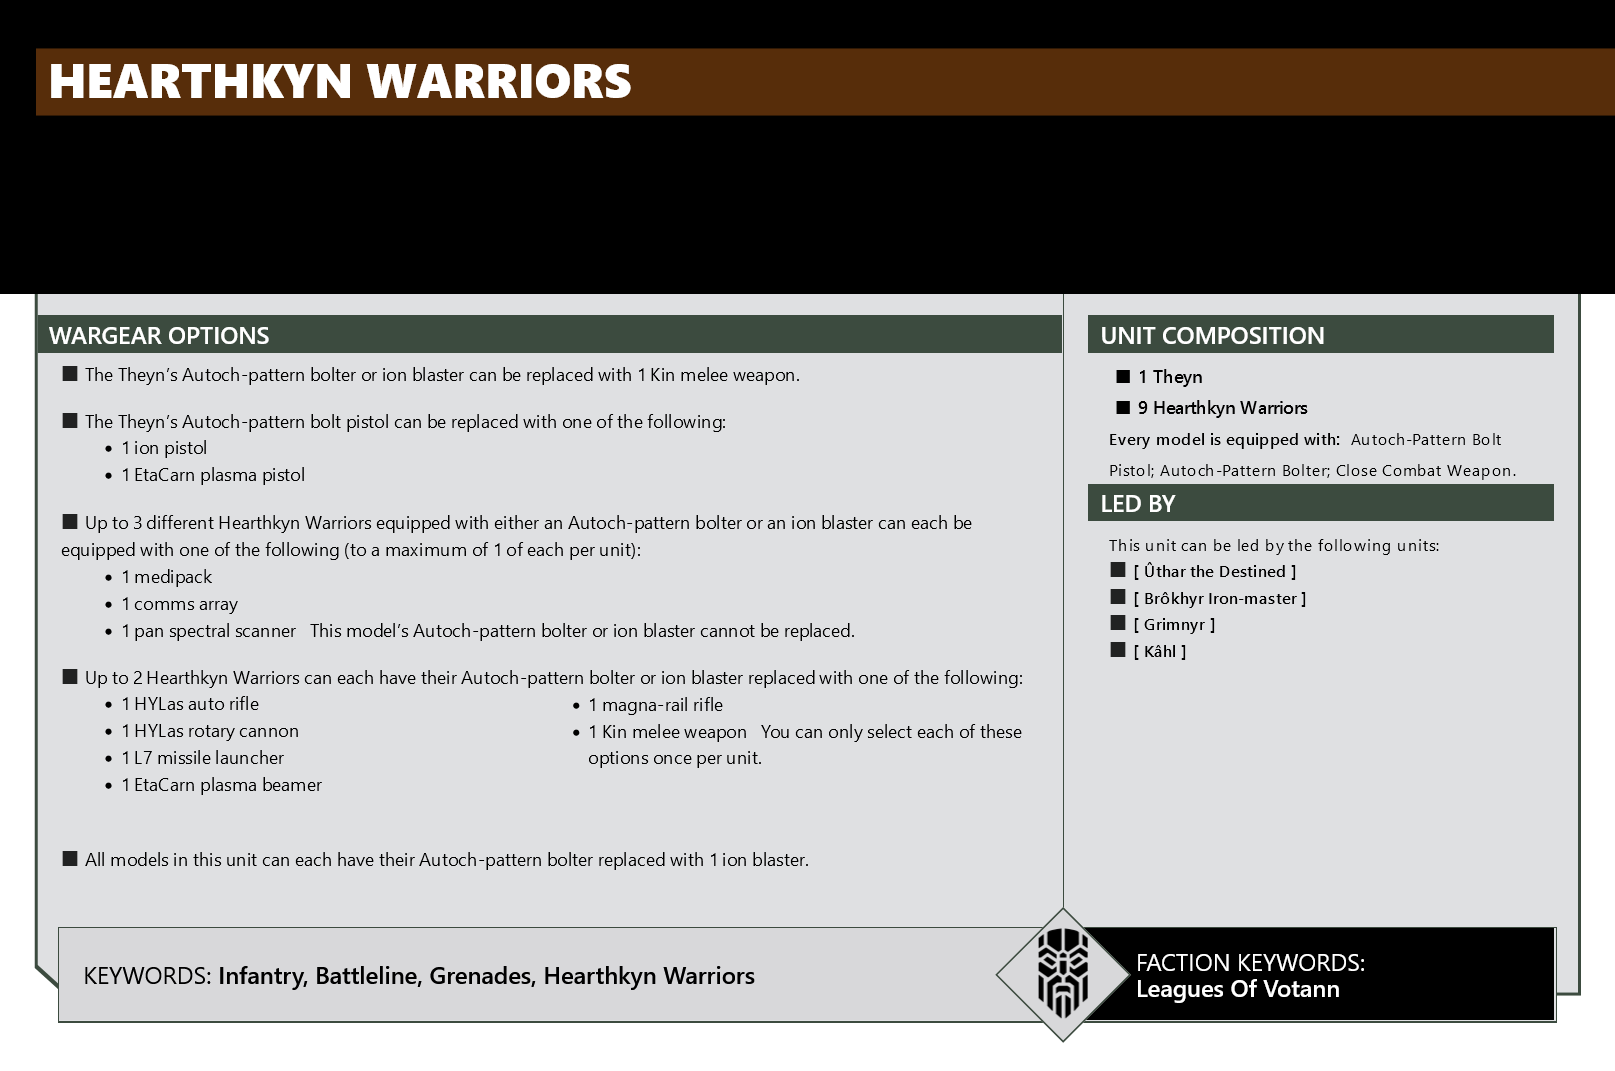 HEARTHKYN WARRIORS
WARGEAR OPTIONS
■ The Theyn’s Autoch-pattern bolter or ion blaster can be replaced with 1 Kin melee weapon.
■ The Theyn’s Autoch-pattern bolt pistol can be replaced with one of the following:
• 1 ion pistol
• 1 EtaCarn plasma pistol
■ Up to 3 different Hearthkyn Warriors equipped with either an Autoch-pattern bolter or an ion blaster can each be
equipped with one of the following (to a maximum of 1 of each per unit):
• 1 medipack
• 1 comms array
• 1 pan spectral scanner This model’s Autoch-pattern bolter or ion blaster cannot be replaced.
■ Up to 2 Hearthkyn Warriors can each have their Autoch-pattern bolter or ion blaster replaced with one of the following:
• 1 HYLas auto rifle
• 1 HYLas rotary cannon
• 1 L7 missile launcher
• 1 EtaCarn plasma beamer
• 1 magna-rail rifle
• 1 Kin melee weapon You can only select each of these
options once per unit.
■ All models in this unit can each have their Autoch-pattern bolter replaced with 1 ion blaster.
UNIT COMPOSITION
■ 1 Theyn
■ 9 Hearthkyn Warriors
Every model is equipped with: Autoch-Pattern Bolt
Pistol; Autoch-Pattern Bolter; Close Combat Weapon.
LED BY
This unit can be led by the following units:
■ [ Ûthar the Destined ]
■ [ Brôkhyr Iron-master ]
■ [ Grimnyr ]
■ [ Kâhl ]
KEYWORDS: Infantry, Battleline, Grenades, Hearthkyn Warriors
FACTION KEYWORDS:
Leagues Of Votann